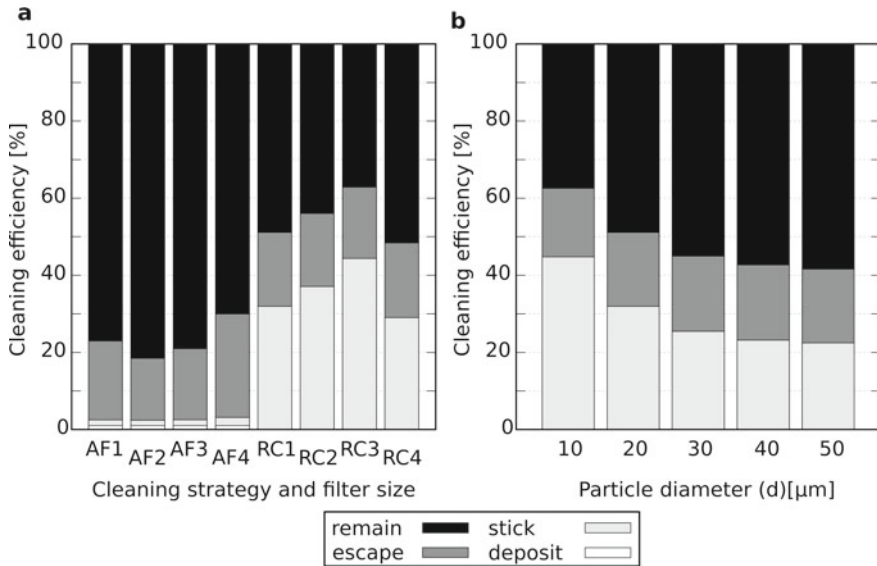 a
Cleaning efficiency [%]
100
80
60
40
20
0
AF1 AF2 AF3 AF4 RC1 RC2 RC3 RC4
Cleaning strategy and filter size
b
Cleaning efficiency [%]
100
80
60
40
20
0
10 20 30 40 50
Particle diameter (d)[μm]
remain stick
escape deposit